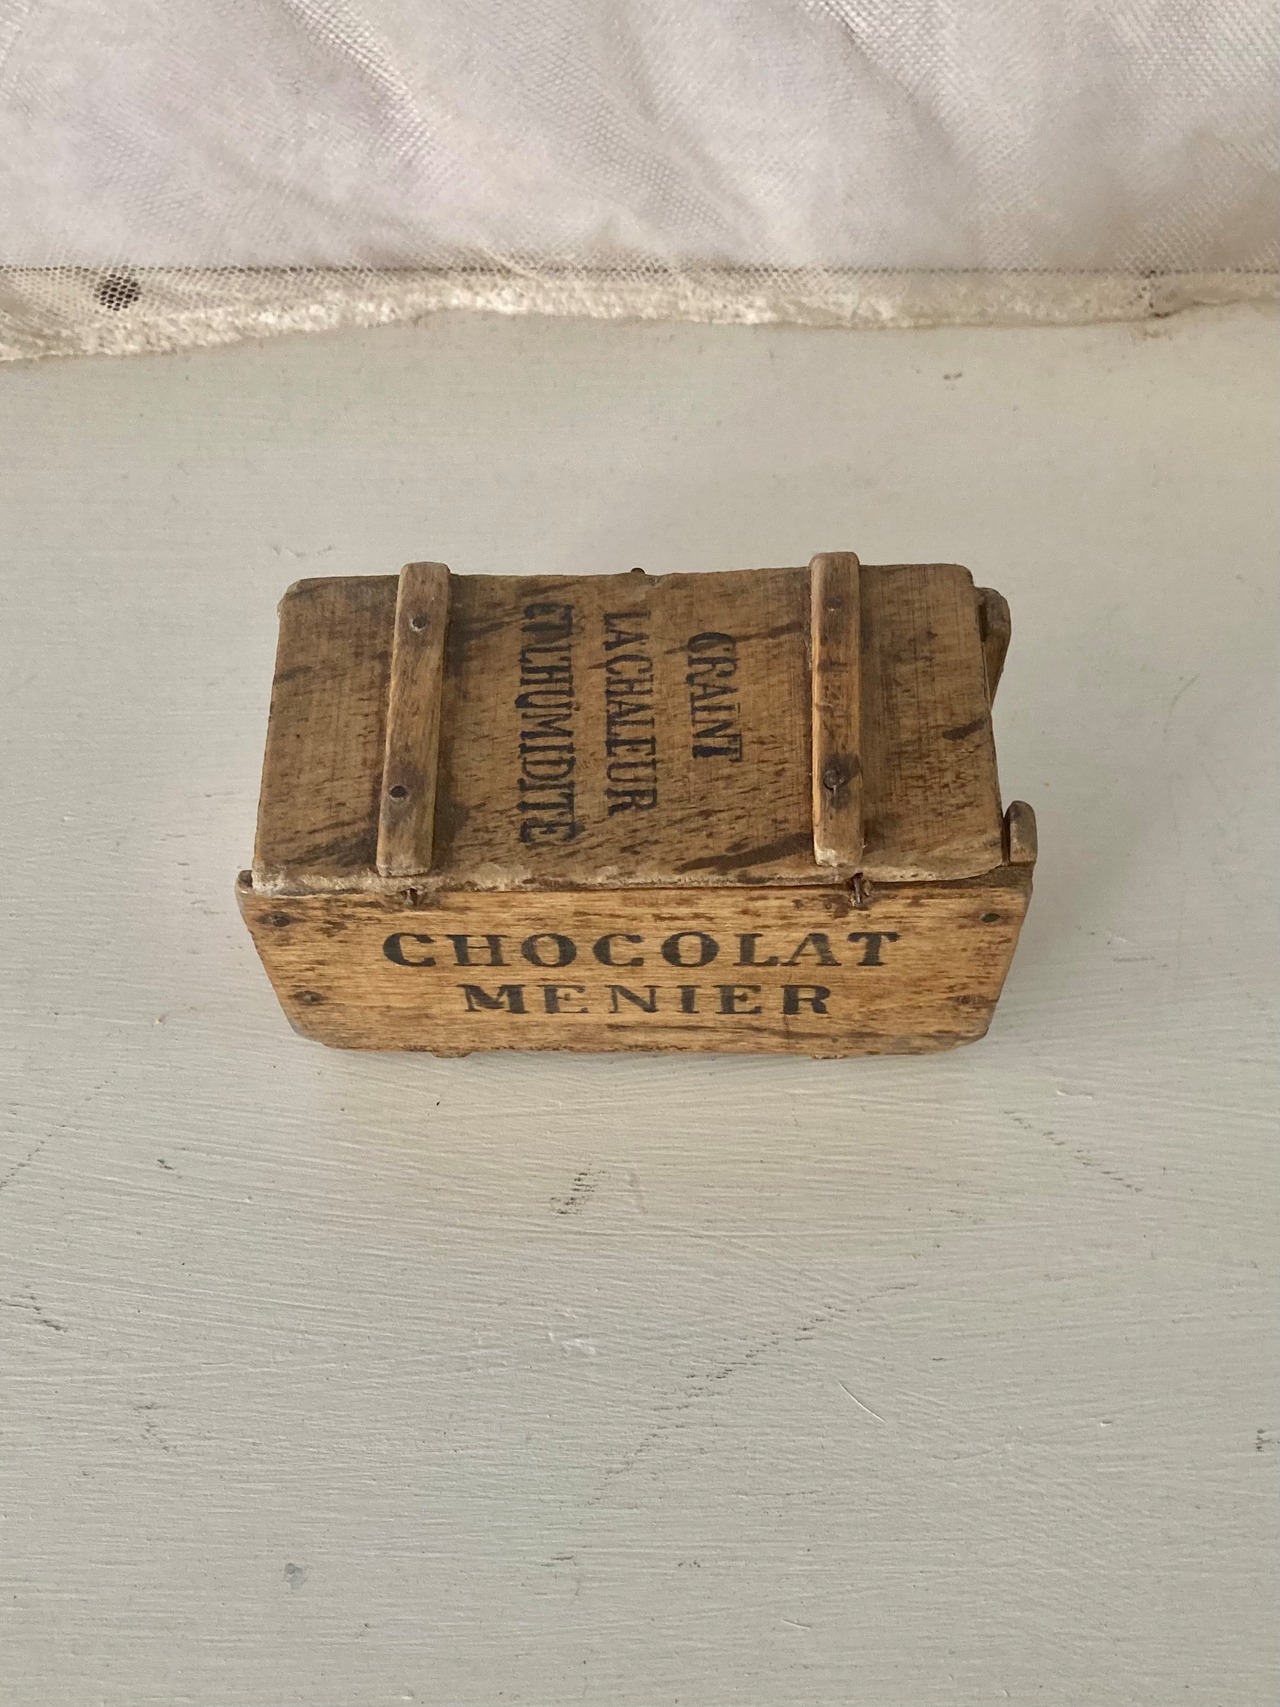 CRAINT
LA CHALEUR
ET L'HUMIDITE
CHOCOLAT
MENIER